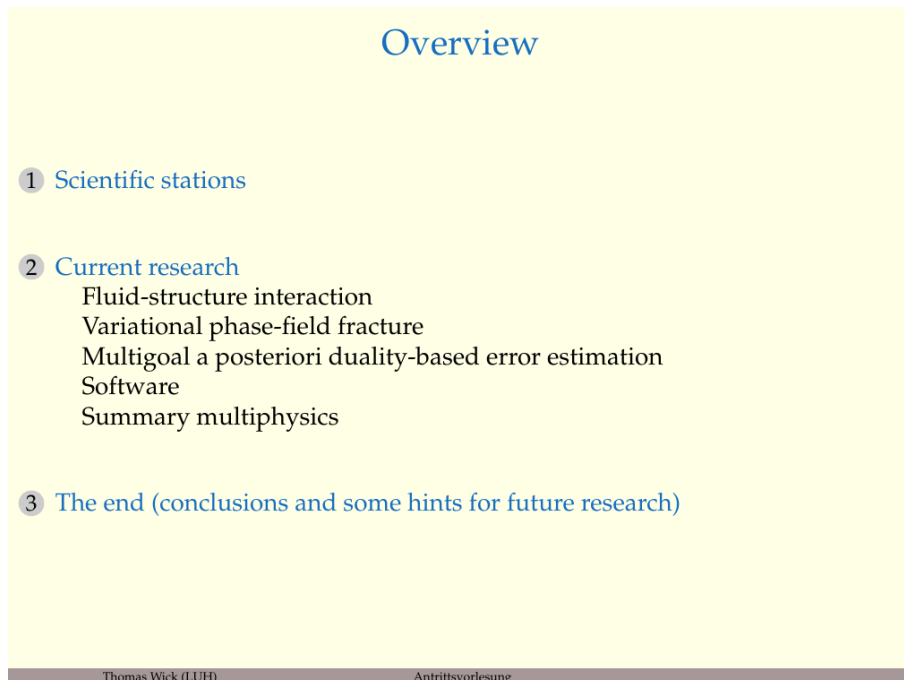 Overview
1 Scientific stations
2 Current research
Fluid-structure interaction
Variational phase-field fracture
Multigoal a posteriori duality-based error estimation
Software
Summary multiphysics
3 The end (conclusions and some hints for future research)
Thomas Wick (LUH) Antrittsvorlesung